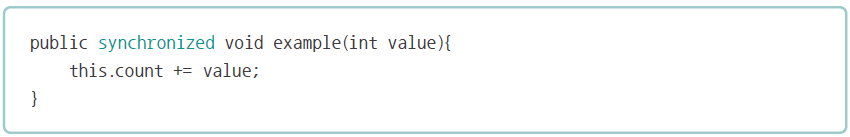 public synchronized void example(int value){
    this.count += value;
}